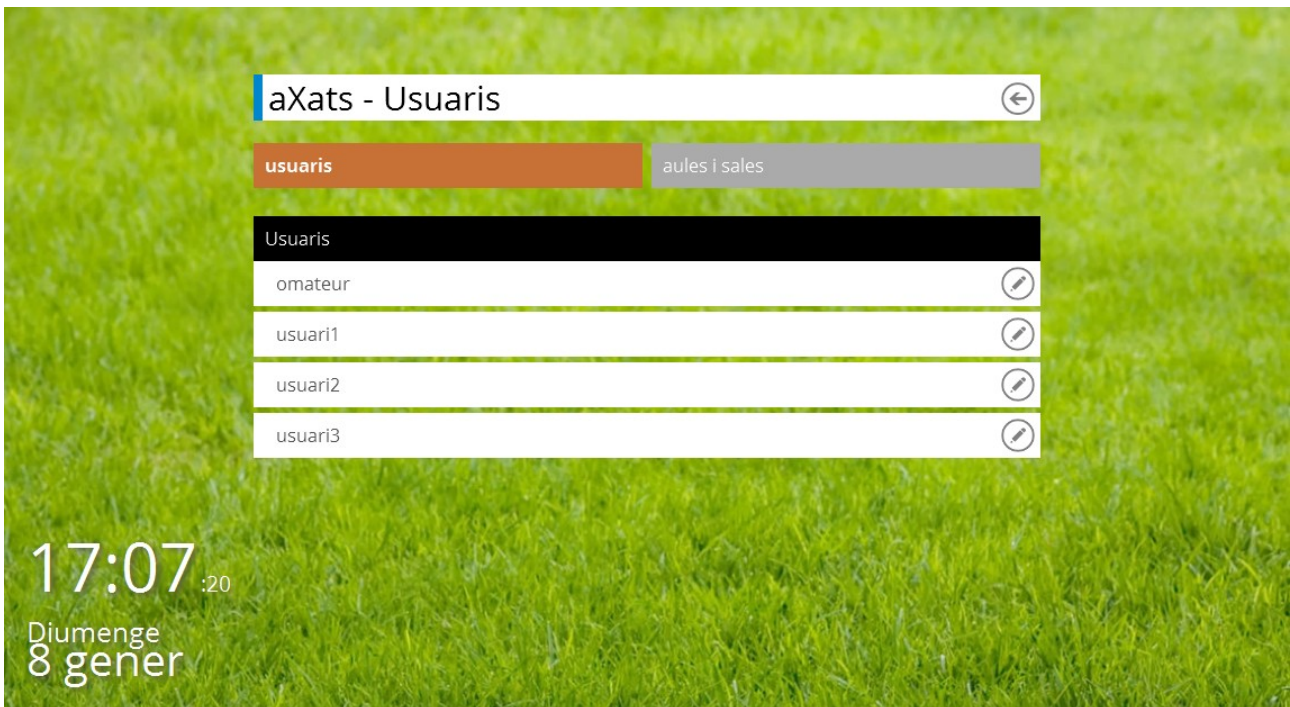 aXats - Usuaris
usuaris
aules i sales
Usuaris
omateur
usuari1
usuari2
usuari3
17:07:20
Diumenge
8 gener